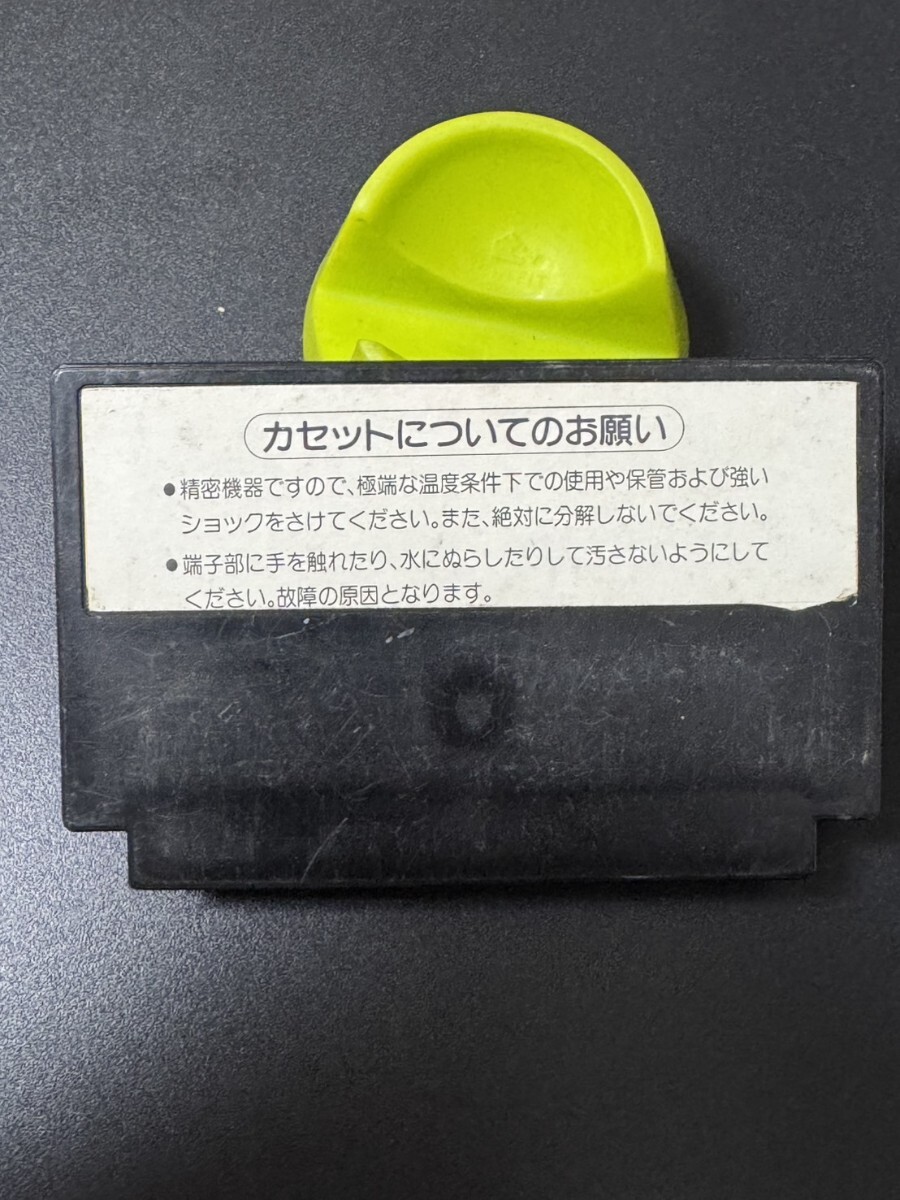 カセットについてのお願い
●精密機器ですので、極端な温度条件下での使用や保管および強い
ショックをさけてください。また、絶対に分解しないでください。
●端子部に手を触れたり、水にぬらしたりして汚さないようにして
ください。故障の原因となります。